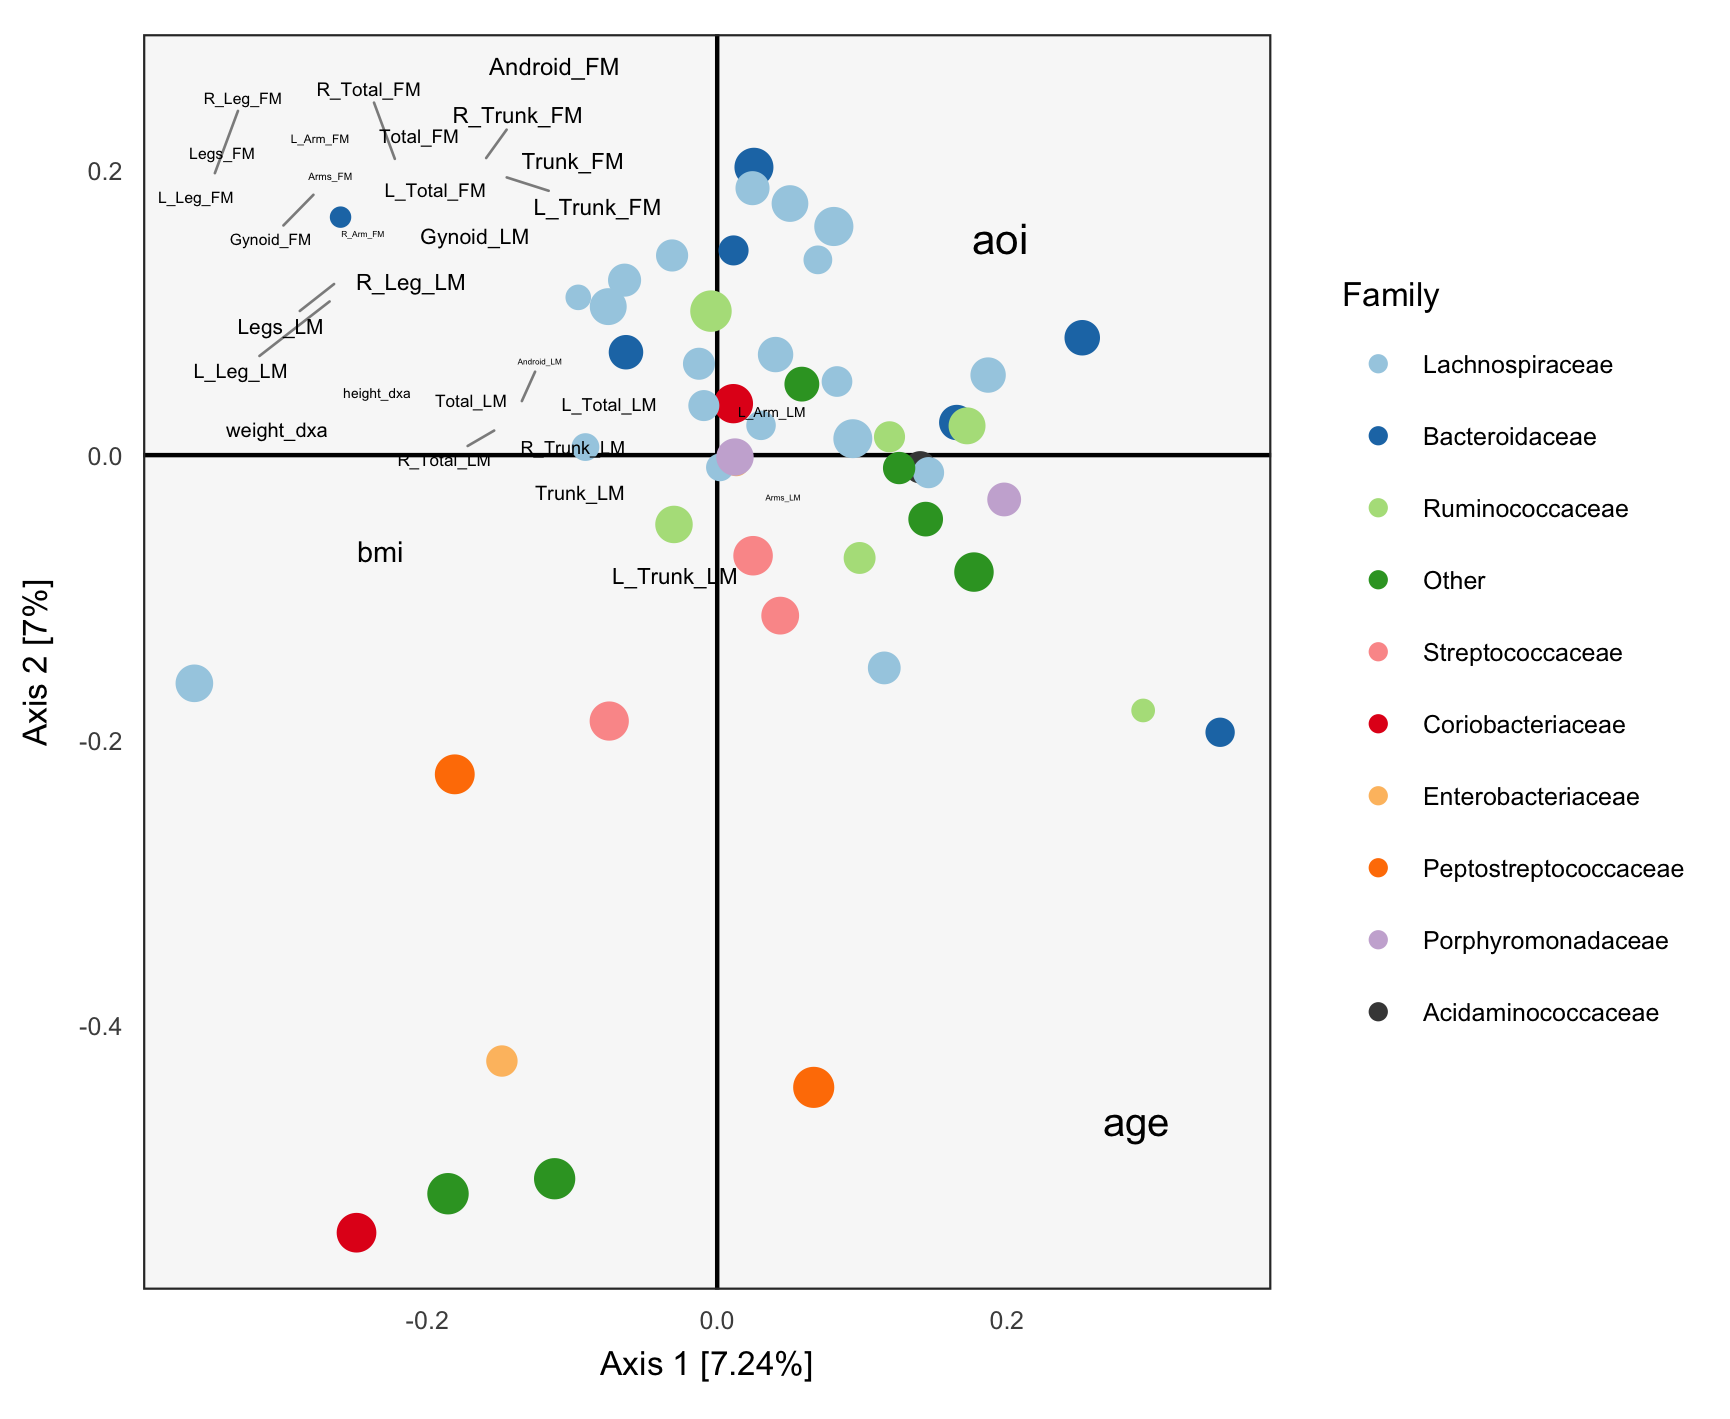 Android_FM
R_Total_FM
R_Leg_FM
R_Trunk_FM
Total_FM
L_Arm_FM
Legs_FM
Trunk_FM
Arms_FM
L_Total_FM
L_Leg_FM
L_Trunk_FM
R_Arm_FM
Gynoid_FM
Gynoid_LM
aoi
R_Leg_LM
Legs_LM
Android_LM
L_Leg_LM
height_dxa
Total_LM
L_Total_LM
L_Arm_LM
weight_dxa
R_Trunk_LM
R_Total_LM
Trunk_LM
Arms_LM
bmi
L_Trunk_LM
age
0.2
0.0
-0.2
-0.4
Axis 2 [7%]
-0.2
0.0
0.2
Axis 1 [7.24%]
Family
Lachnospiraceae
Bacteroidaceae
Ruminococcaceae
Other
Streptococcaceae
Coriobacteriaceae
Enterobacteriaceae
Peptostreptococcaceae
Porphyromonadaceae
Acidaminococcaceae